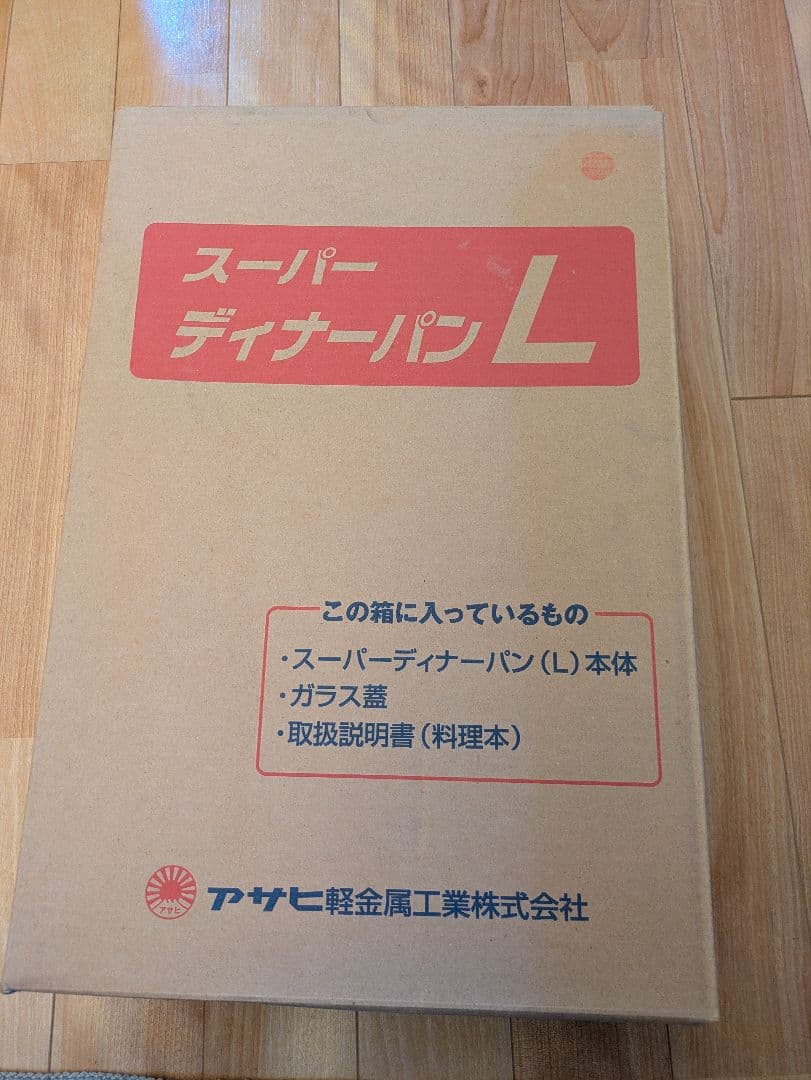 スーパー
ディナーパン L
この箱に入っているもの
・スーパーディナーパン(L)本体
・ガラス蓋
・取扱説明書(料理本)
アサヒ
アサヒ軽金属工業株式会社